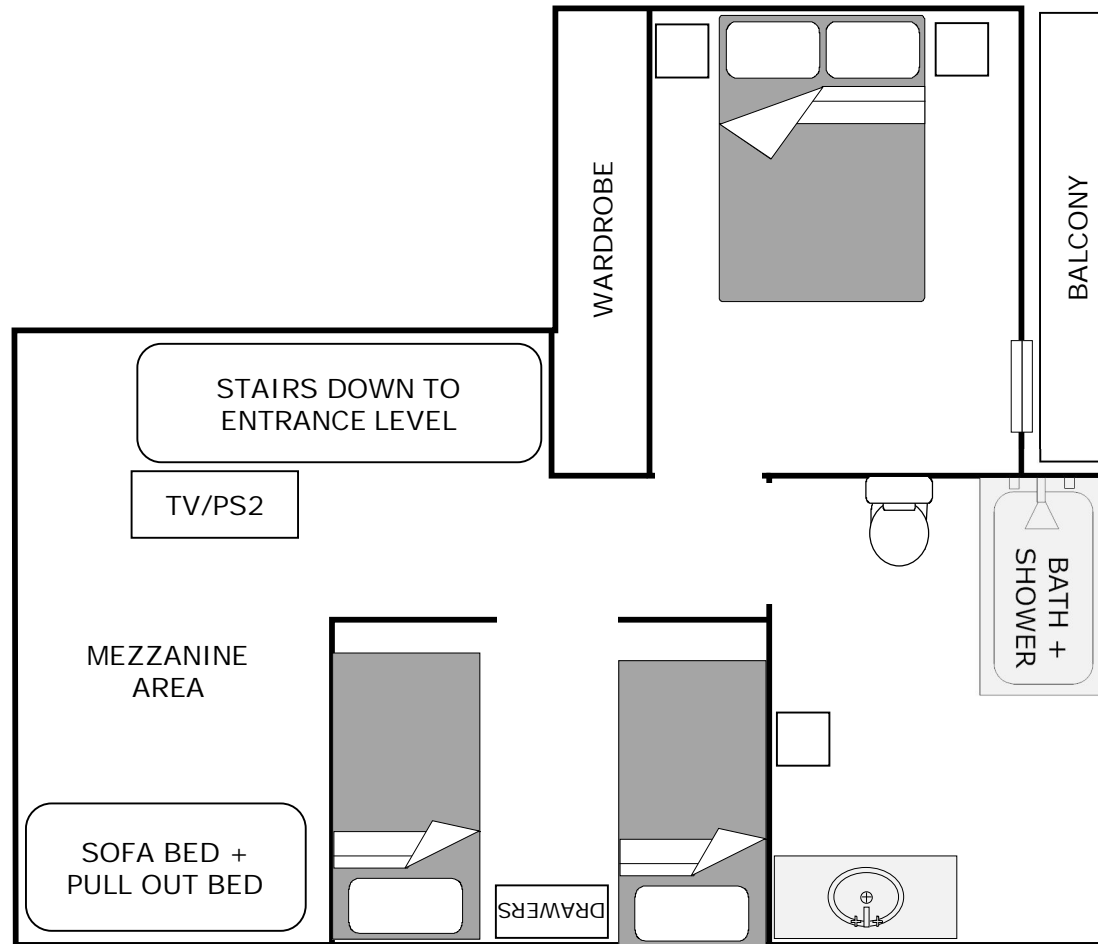 WARDROBE
BALCONY
STAIRS DOWN TO
ENTRANCE LEVEL
TV/PS2
BATH +
SHOWER
MEZZANINE
AREA
SOFA BED +
PULL OUT BED
DRAWERS